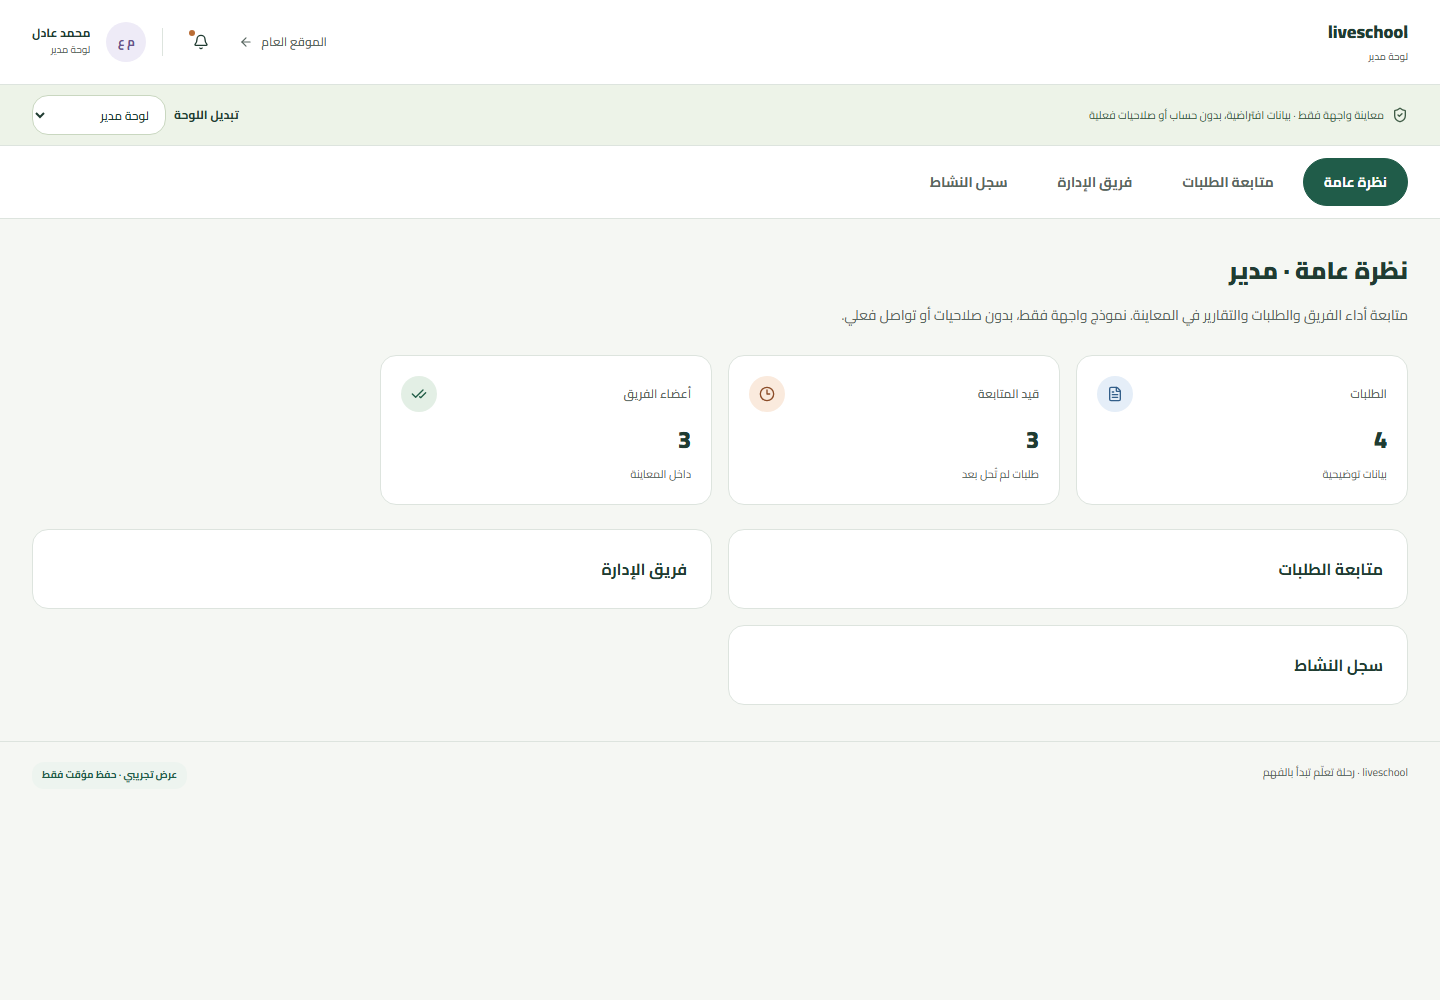 liveschool
لوحة مدير
الموقع العام
م ع
محمد عادل
لوحة مدير
معاينة واجهة فقط · بيانات افتراضية، بدون حساب أو صلاحيات فعلية
تبديل اللوحة
لوحة مدير
نظرة عامة
متابعة الطلبات
فريق الإدارة
سجل النشاط
نظرة عامة · مدير
متابعة أداء الفريق والطلبات والتقارير في المعاينة. نموذج واجهة فقط، بدون صلاحيات أو تواصل فعلي.
الطلبات
4
بيانات توضيحية
قيد المتابعة
3
طلبات لم تُحل بعد
أعضاء الفريق
3
داخل المعاينة
متابعة الطلبات
فريق الإدارة
سجل النشاط
liveschool · رحلة تعلّم تبدأ بالفهم
عرض تجريبي · حفظ مؤقت فقط